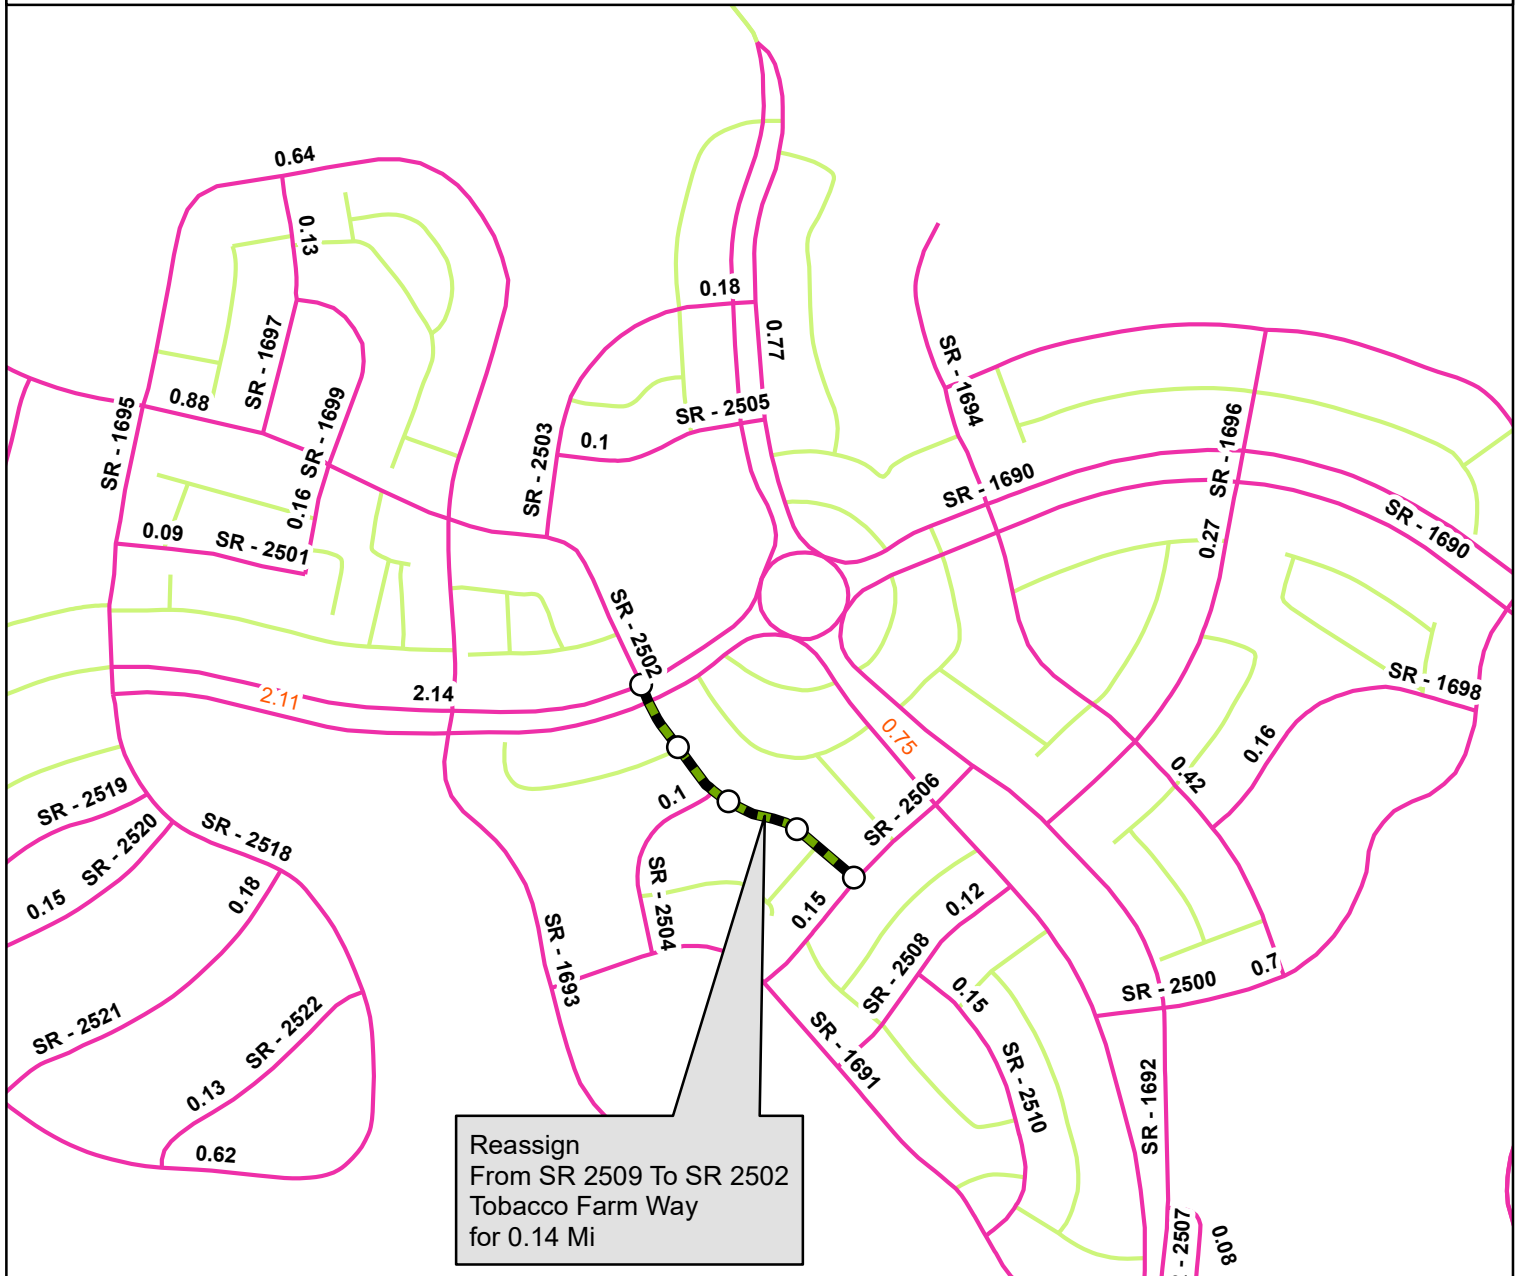 0.64
0.13
0.18
0.77
SR - 1697
SR - 1694
0.88
SR - 1699
SR - 1695
SR - 2505
SR - 1696
0.1
SR - 2503
SR - 1690
0.16
0.09
SR - 2501
SR - 1690
0.27
SR - 2502
SR - 1698
2.11
2.14
0.75
0.16
0.42
SR - 2519
0.1
SR - 2506
SR - 2518
SR - 2520
0.18
0.15
SR - 2504
0.15
0.12
SR - 1693
SR - 2508
0.7
SR - 2500
0.15
SR - 2521
SR - 2522
SR - 1691
SR - 2510
0.13
SR - 1692
0.62
Reassign
From SR 2509 To SR 2502
Tobacco Farm Way
for 0.14 Mi
- 2507
0.08